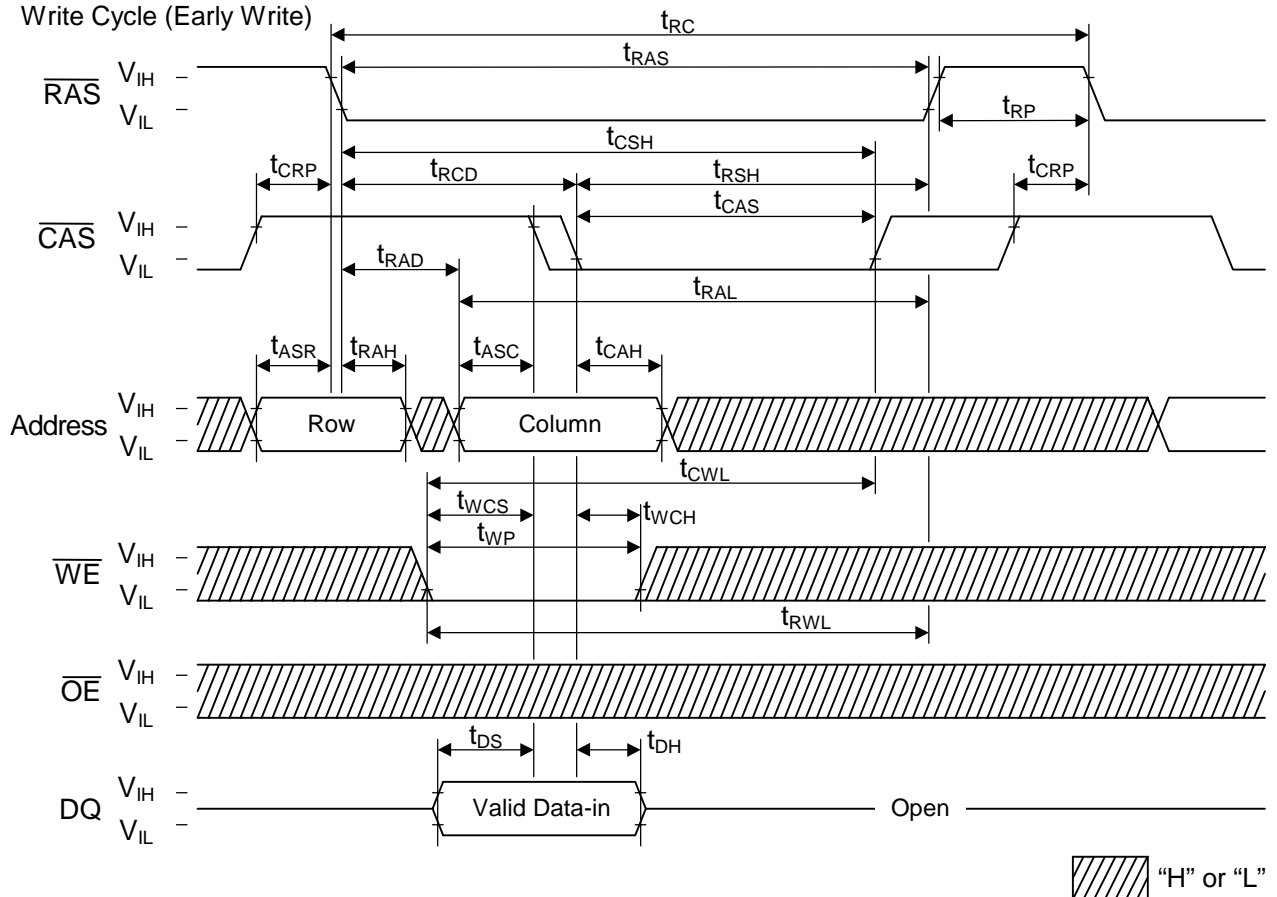 Write Cycle (Early Write)
tRC
tRAS
RAS
VIH
VIL
tRP
tCSH
tCRP
tRCD
tRSH
tCRP
tCAS
CAS
VIH
VIL
tRAD
tRAL
tASR
tRAH
tASC
tCAH
Address
VIH
VIL
Row
Column
tCWL
tWCS
tWCH
tWP
WE
VIH
VIL
tRWL
OE
VIH
VIL
tDS
tDH
DQ
VIH
VIL
Valid Data-in
Open
“H” or “L”